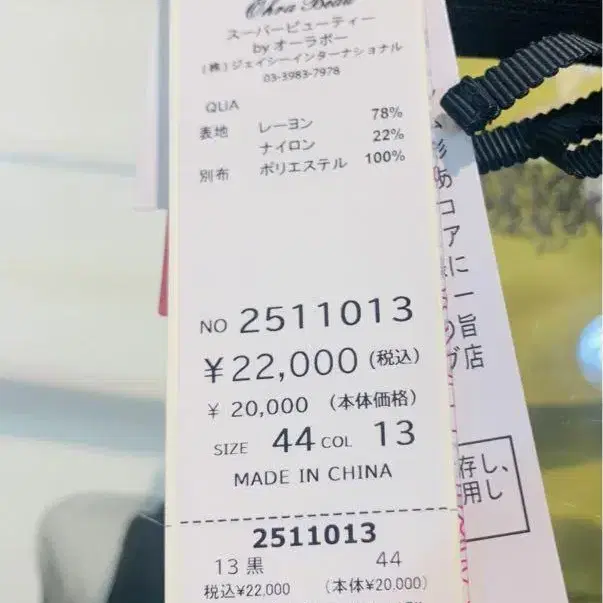 Ohra Beau
スーパービューティー
by オーラボー
(株)ジェイシーインターナショナル
03-3983-7978
QUA
表地 レーヨン 78%
ナイロン 22%
別布 ポリエステル 100%
NO 2511013
¥22,000 (税込)
¥ 20,000 (本体価格)
SIZE 44 COL 13
MADE IN CHINA
2511013
13 黒 44
税込¥22,000 (本体¥20,000)
あ
コ
ア
に
一
旨
店
存し、
用し